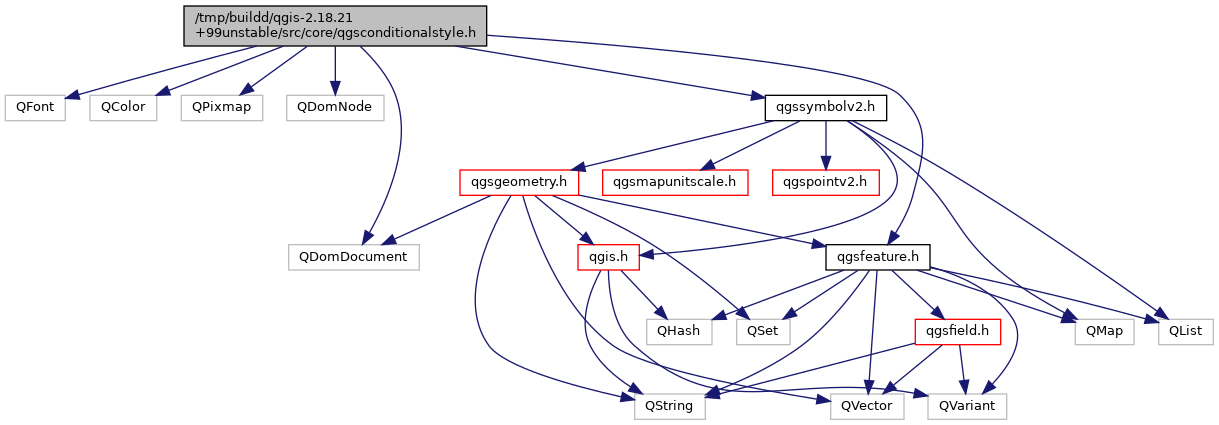 /tmp/buildd/qgis-2.18.21
+99unstable/src/core/qgsconditionalstyle.h
QFont
QColor
QPixmap
QDomNode
qgssymbolv2.h
qgsgeometry.h
qgsmapunitscale.h
qgspointv2.h
QDomDocument
qgis.h
qgsfeature.h
QHash
QSet
qgsfield.h
QMap
QList
QString
QVector
QVariant